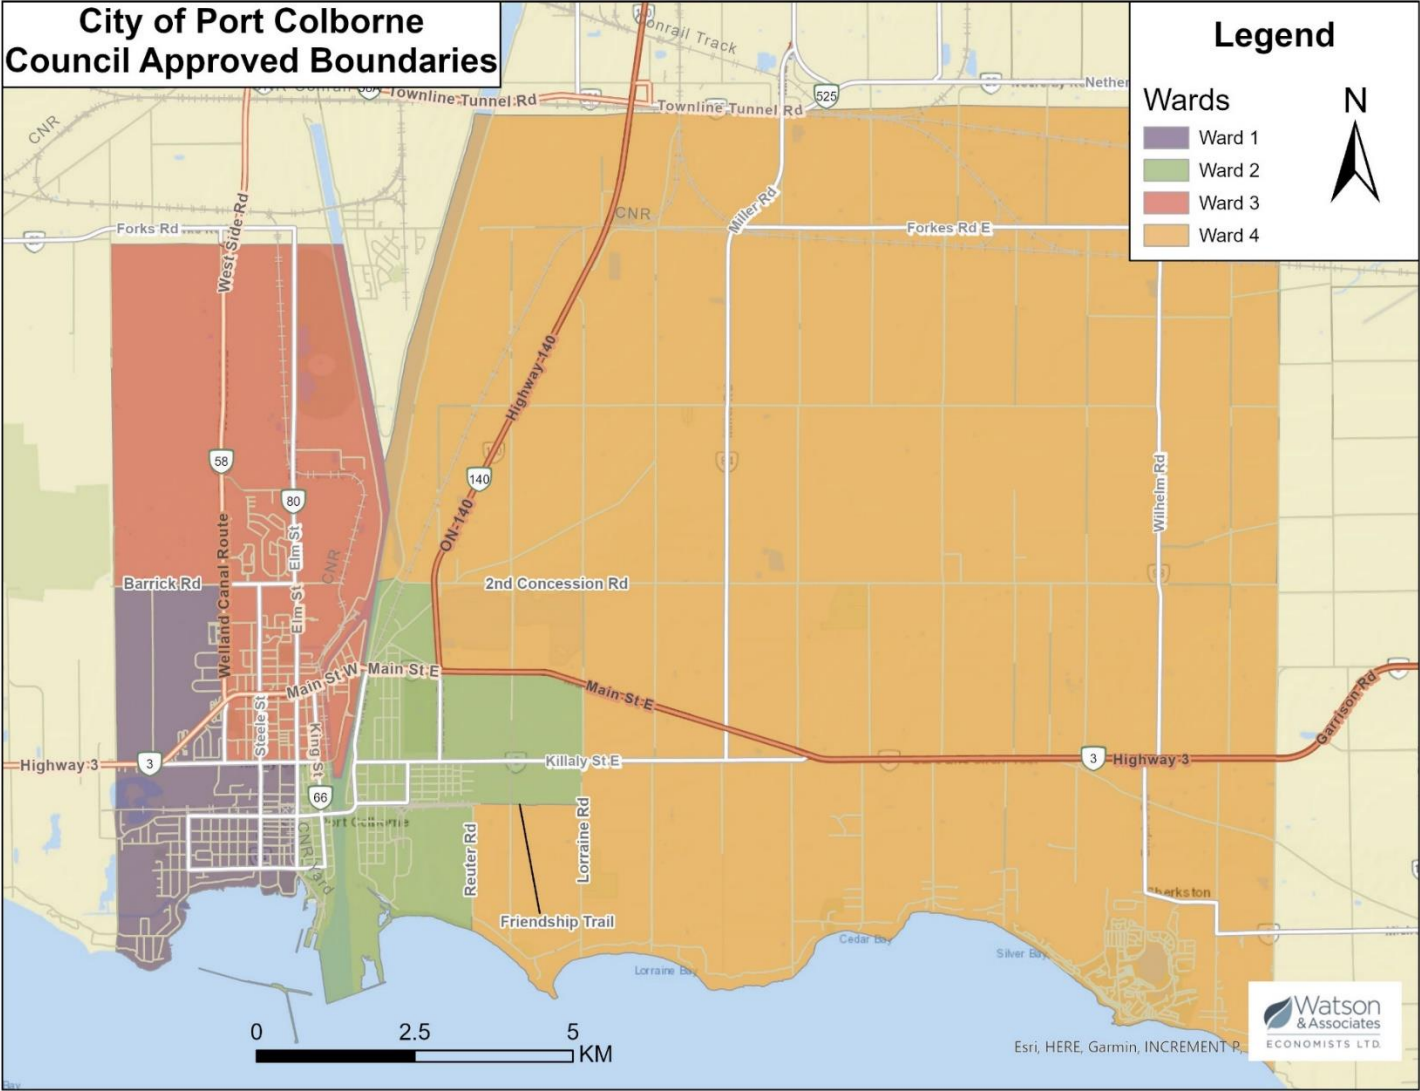 City of Port Colborne
Council Approved Boundaries
Legend
Wards
Ward 1
Ward 2
Ward 3
Ward 4
N
Conrail Track
Townline Tunnel Rd
Townline Tunnel Rd
525
CNR
Forks Rd
West Side Rd
CNR
Miller Rd
Forkes Rd E
Highway 140
58
80
140
ON-140
Wilhelm Rd
Welland Canal Route
Elm St
CNR
Barrick Rd
2nd Concession Rd
Elm St
Main St W
Main St E
Main St E
Garrison Rd
Steele St
King St
Highway 3
3
Killaly St E
3
Highway 3
66
Port Colborne
CNR Yard
Reuter Rd
Lorraine Rd
Friendship Trail
Sherkston
Cedar Bay
Silver Bay
Lorraine Bay
0 2.5 5
KM
Watson
& Associates
ECONOMISTS LTD.
Esri, HERE, Garmin, INCREMENT P,
Bay